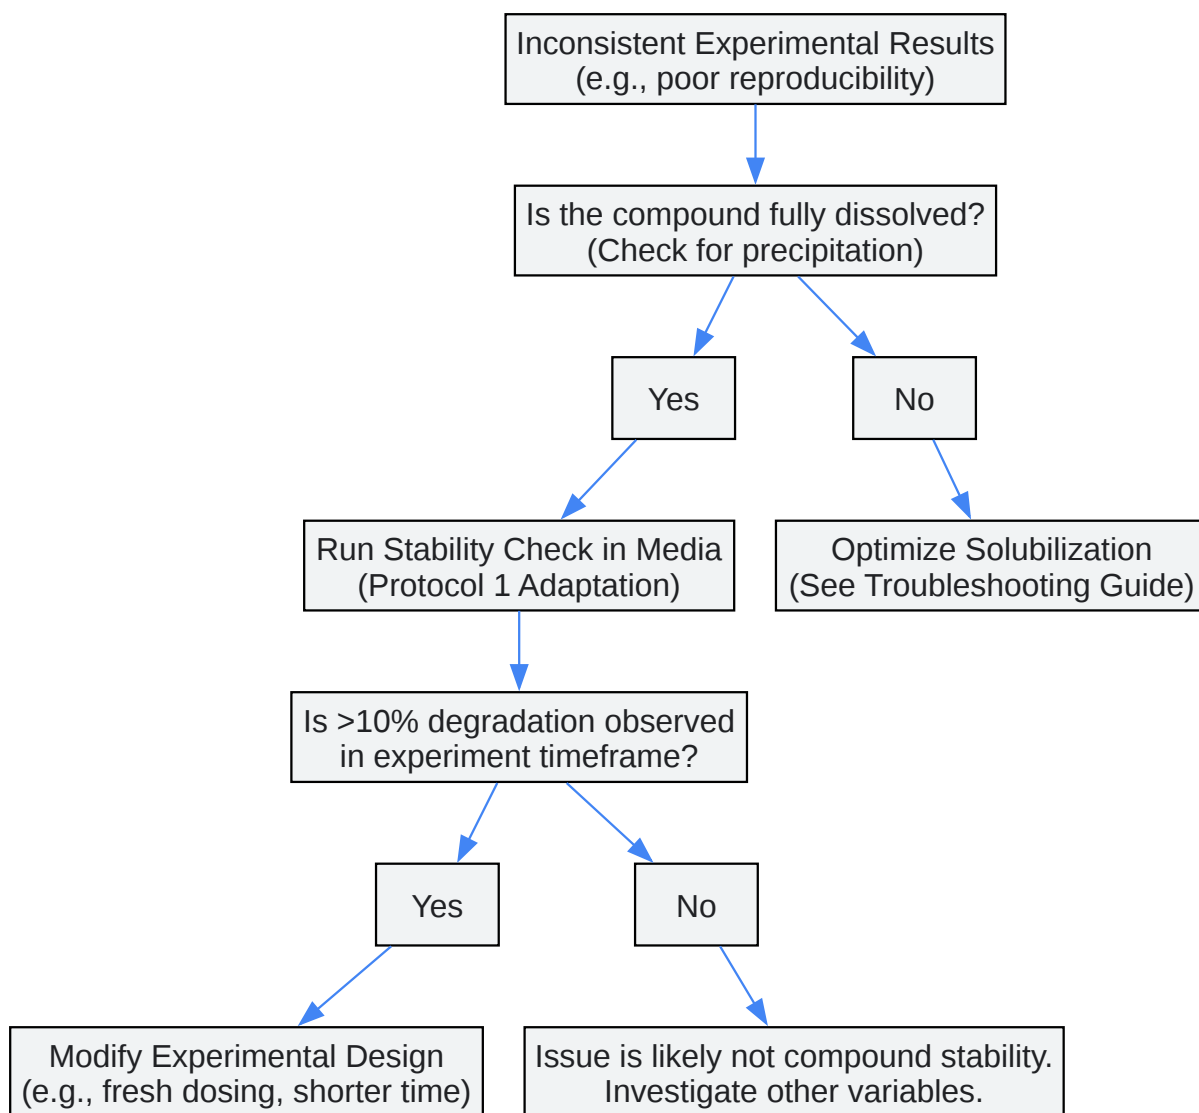 Inconsistent Experimental Results
(e.g., poor reproducibility)
Is the compound fully dissolved?
(Check for precipitation)
Yes
No
Run Stability Check in Media
(Protocol 1 Adaptation)
Optimize Solubilization
(See Troubleshooting Guide)
Is >10% degradation observed
in experiment timeframe?
Yes
No
Modify Experimental Design
(e.g., fresh dosing, shorter time)
Issue is likely not compound stability.
Investigate other variables.